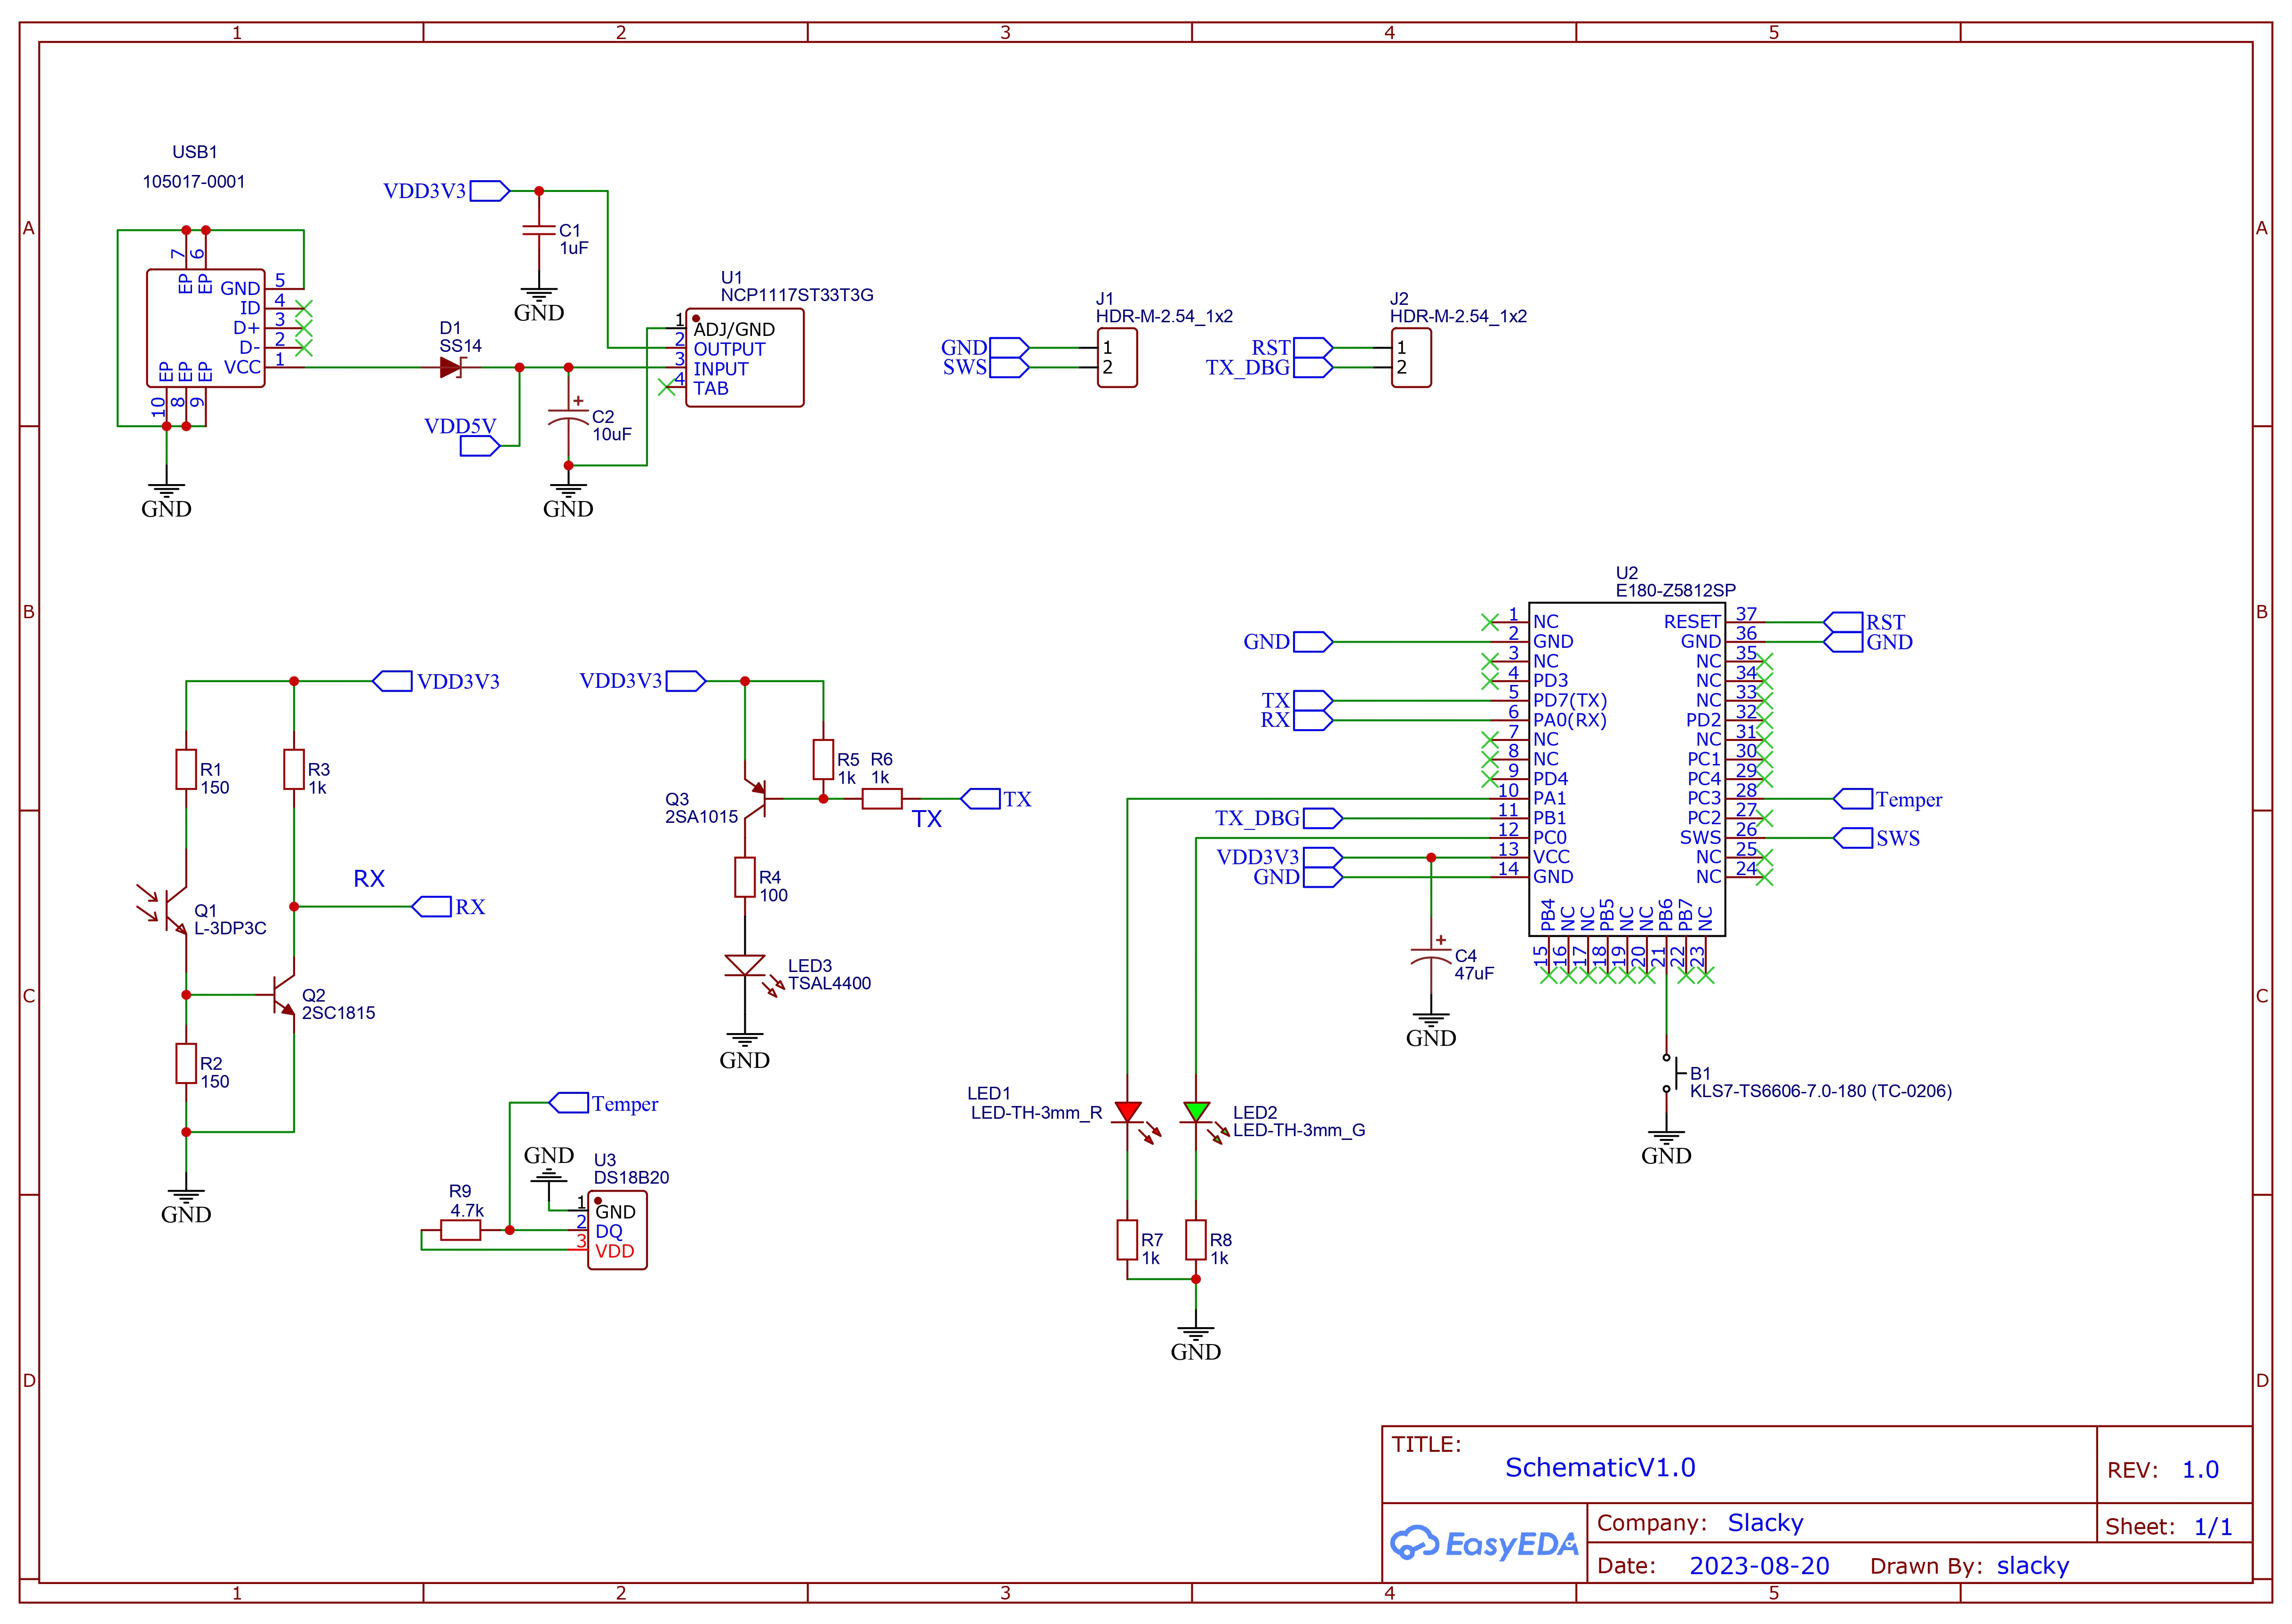 1
2
3
4
5
A
B
C
D
A
B
C
D
USB1
105017-0001
7
6
EP
EP
GND 5
ID 4
D+ 3
D- 2
VCC 1
EP
EP
EP
10
8
9
GND
VDD3V3
C1
1uF
GND
D1
SS14
VDD5V
C2
10uF
GND
U1
NCP1117ST33T3G
1 ADJ/GND
2 OUTPUT
3 INPUT
4 TAB
J1
HDR-M-2.54_1x2
GND 1
SWS 2
J2
HDR-M-2.54_1x2
RST 1
TX_DBG 2
VDD3V3
R1
150
R3
1k
RX
RX
Q1
L-3DP3C
Q2
2SC1815
R2
150
GND
VDD3V3
R5
1k
R6
1k
Q3
2SA1015
TX
TX
R4
100
LED3
TSAL4400
GND
Temper
GND
U3
DS18B20
R9
4.7k
1 GND
2 DQ
3 VDD
U2
E180-Z5812SP
1 NC
GND 2 GND
3 NC
4 PD3
TX 5 PD7(TX)
RX 6 PA0(RX)
7 NC
8 NC
9 PD4
10 PA1
TX_DBG 11 PB1
12 PC0
VDD3V3 13 VCC
GND 14 GND
RESET 37 RST
GND 36 GND
NC 35
NC 34
NC 33
PD2 32
NC 31
PC1 30
PC4 29
PC3 28 Temper
PC2 27
SWS 26 SWS
NC 25
NC 24
PB4 NC NC PB5 NC NC PB6 PB7 NC
15 16 17 18 19 20 21 22 23
C4
47uF
GND
B1
KLS7-TS6606-7.0-180 (TC-0206)
GND
LED1
LED-TH-3mm_R
LED2
LED-TH-3mm_G
R7
1k
R8
1k
GND
TITLE:
SchematicV1.0
REV: 1.0
EasyEDA
Company: Slacky
Sheet: 1/1
Date: 2023-08-20 Drawn By: slacky
1
2
3
4
5